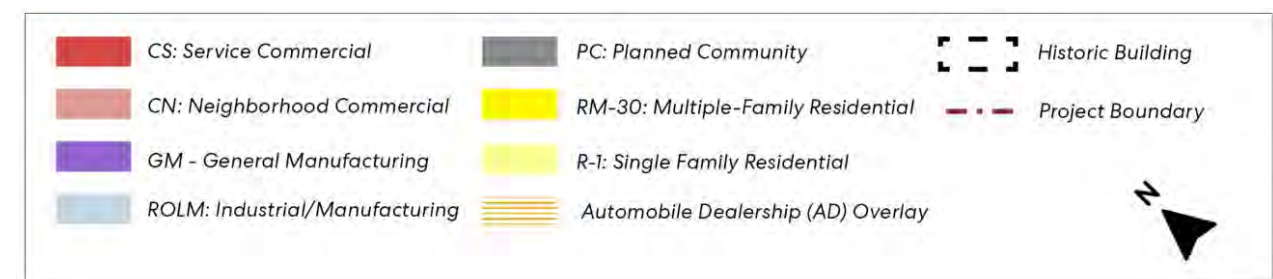 CS: Service Commercial
CN: Neighborhood Commercial
GM - General Manufacturing
ROLM: Industrial/Manufacturing
PC: Planned Community
RM-30: Multiple-Family Residential
R-1: Single Family Residential
Automobile Dealership (AD) Overlay
Historic Building
Project Boundary
N